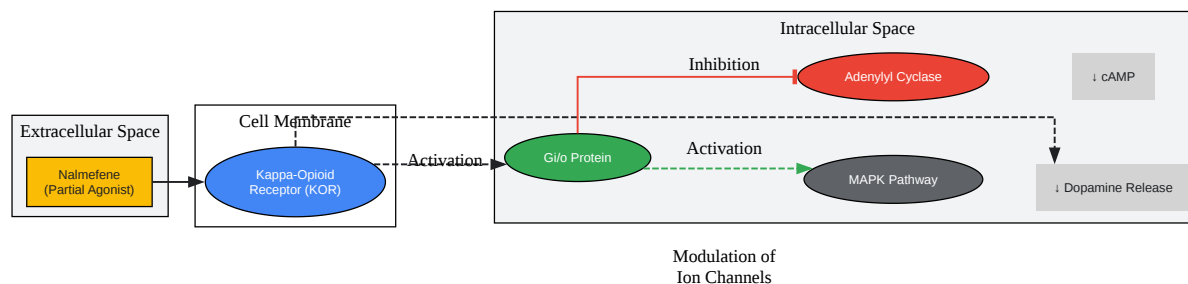 Extracellular Space
Nalmefene
(Partial Agonist)
Cell Membrane
Kappa-Opioid
Receptor (KOR)
Activation
Intracellular Space
Inhibition
Adenylyl Cyclase
↓ cAMP
Gi/o Protein
Activation
MAPK Pathway
↓ Dopamine Release
Modulation of
Ion Channels